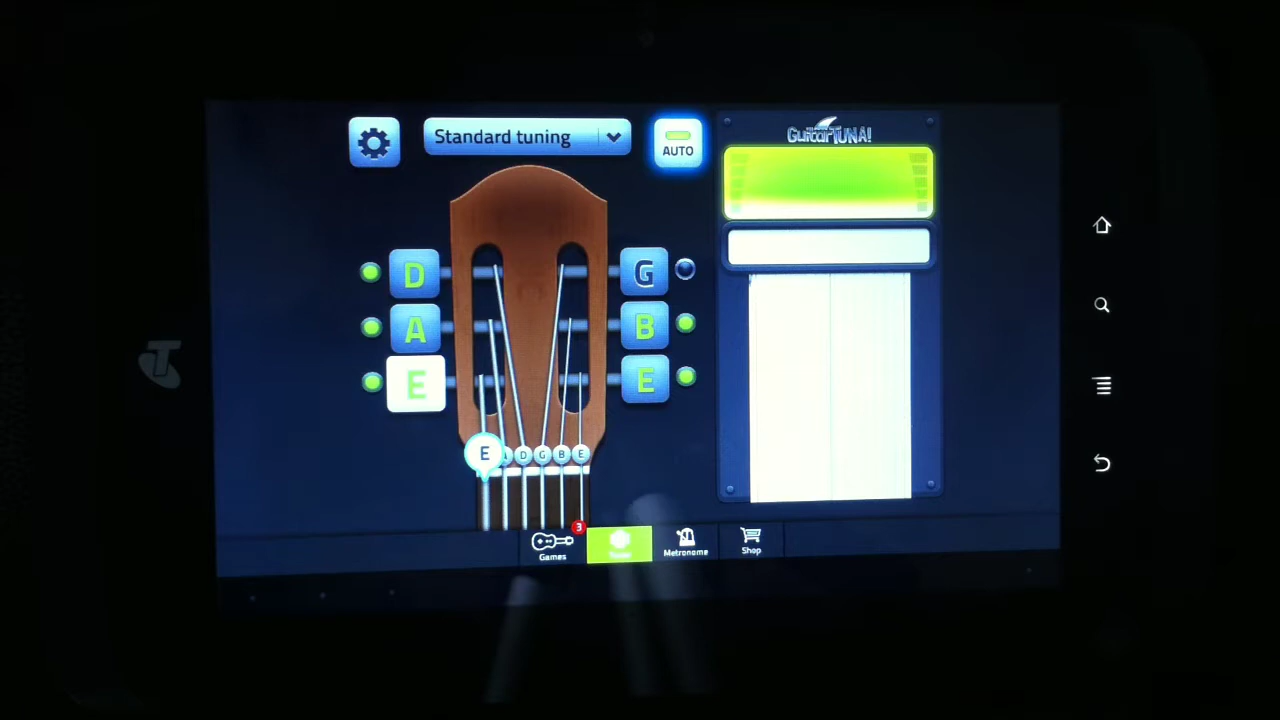 Standard tuning
AUTO
GuitarTUNA!
D
G
A
B
E
E
E
D
G
B
E
3
Games
Metronome
Shop
T